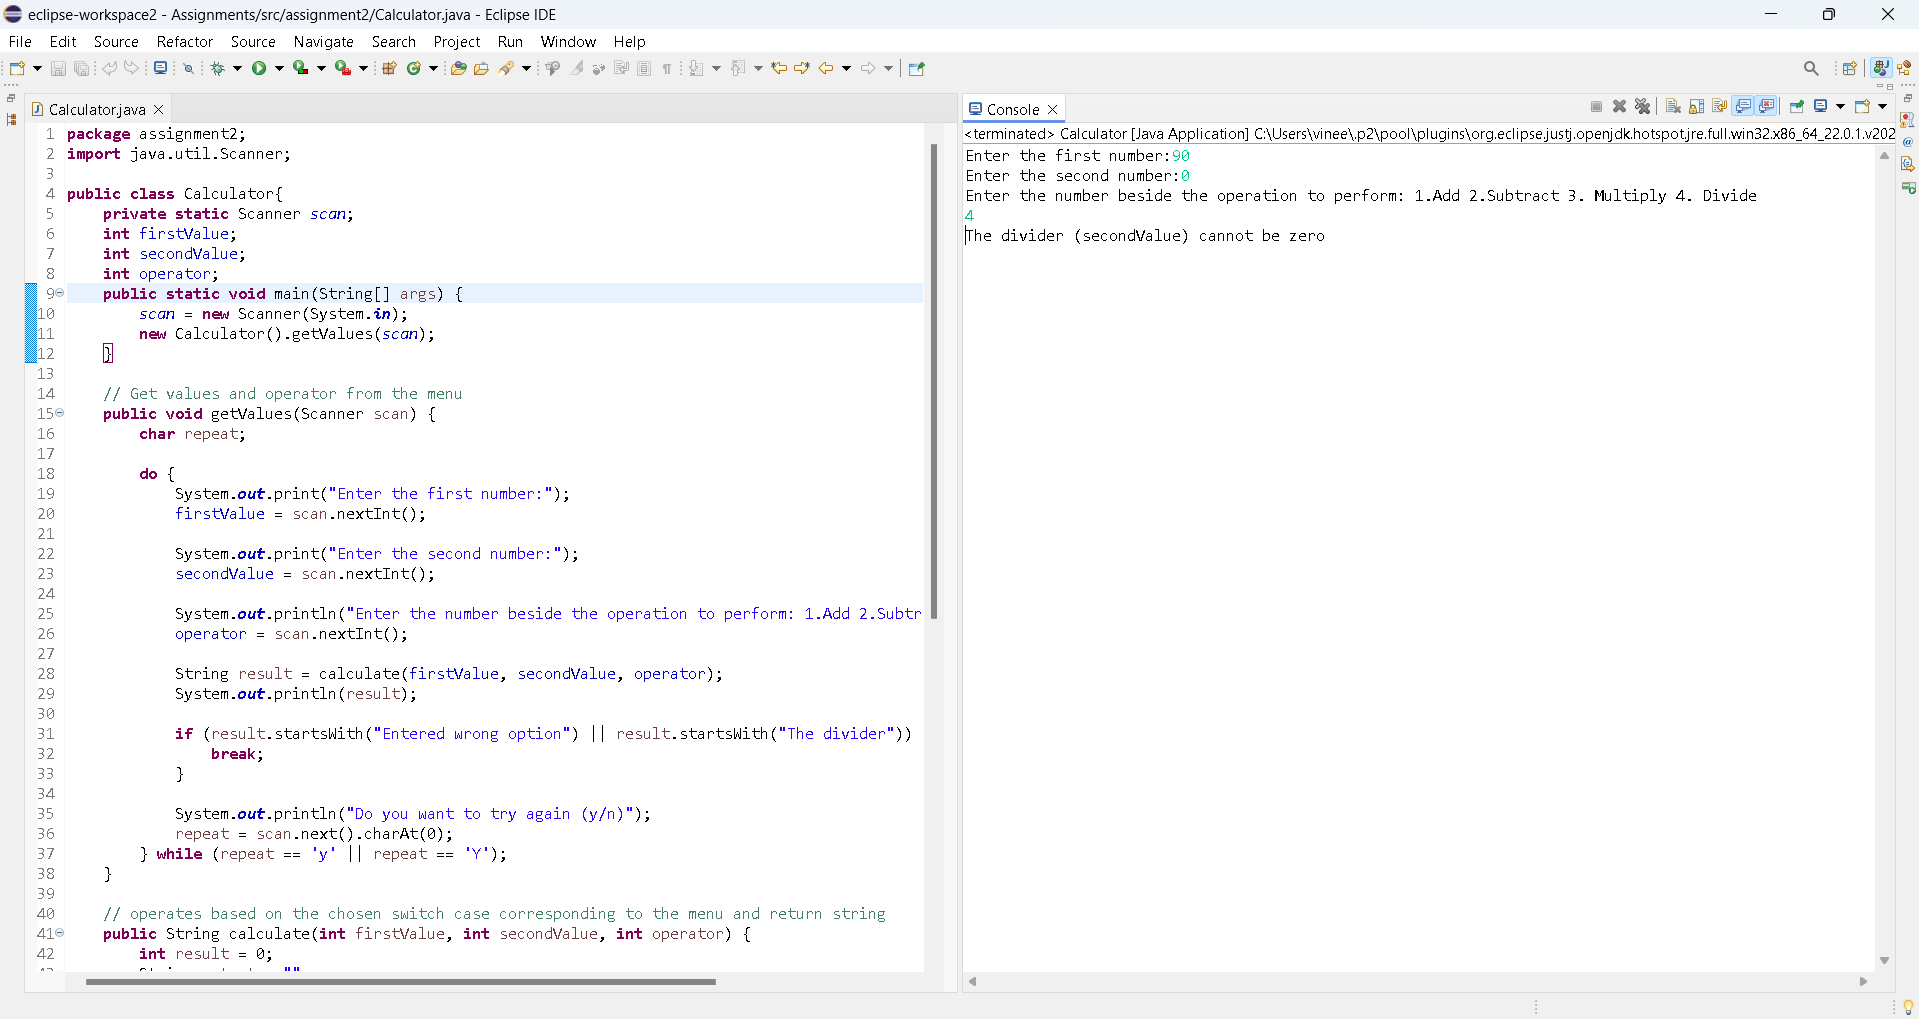 eclipse-workspace2 - Assignments/src/assignment2/Calculator.java - Eclipse IDE
File Edit Source Refactor Source Navigate Search Project Run Window Help
Calculator.java
1 package assignment2;
2 import java.util.Scanner;
3
4 public class Calculator{
5     private static Scanner scan;
6     int firstValue;
7     int secondValue;
8     int operator;
9     public static void main(String[] args) {
10         scan = new Scanner(System.in);
11         new Calculator().getValues(scan);
12     }
13
14     // Get values and operator from the menu
15     public void getValues(Scanner scan) {
16         char repeat;
17
18         do {
19             System.out.print("Enter the first number:");
20             firstValue = scan.nextInt();
21
22             System.out.print("Enter the second number:");
23             secondValue = scan.nextInt();
24
25             System.out.println("Enter the number beside the operation to perform: 1.Add 2.Subtr
26             operator = scan.nextInt();
27
28             String result = calculate(firstValue, secondValue, operator);
29             System.out.println(result);
30
31             if (result.startsWith("Entered wrong option") || result.startsWith("The divider"))
32                 break;
33             }
34
35             System.out.println("Do you want to try again (y/n)");
36             repeat = scan.next().charAt(0);
37         } while (repeat == 'y' || repeat == 'Y');
38     }
39
40     // operates based on the chosen switch case corresponding to the menu and return string
41     public String calculate(int firstValue, int secondValue, int operator) {
42         int result = 0;
Console
<terminated> Calculator [Java Application] C:\Users\vinee\.p2\pool\plugins\org.eclipse.justj.openjdk.hotspot.jre.full.win32.x86_64_22.0.1.v202
Enter the first number:90
Enter the second number:0
Enter the number beside the operation to perform: 1.Add 2.Subtract 3. Multiply 4. Divide
4
The divider (secondValue) cannot be zero